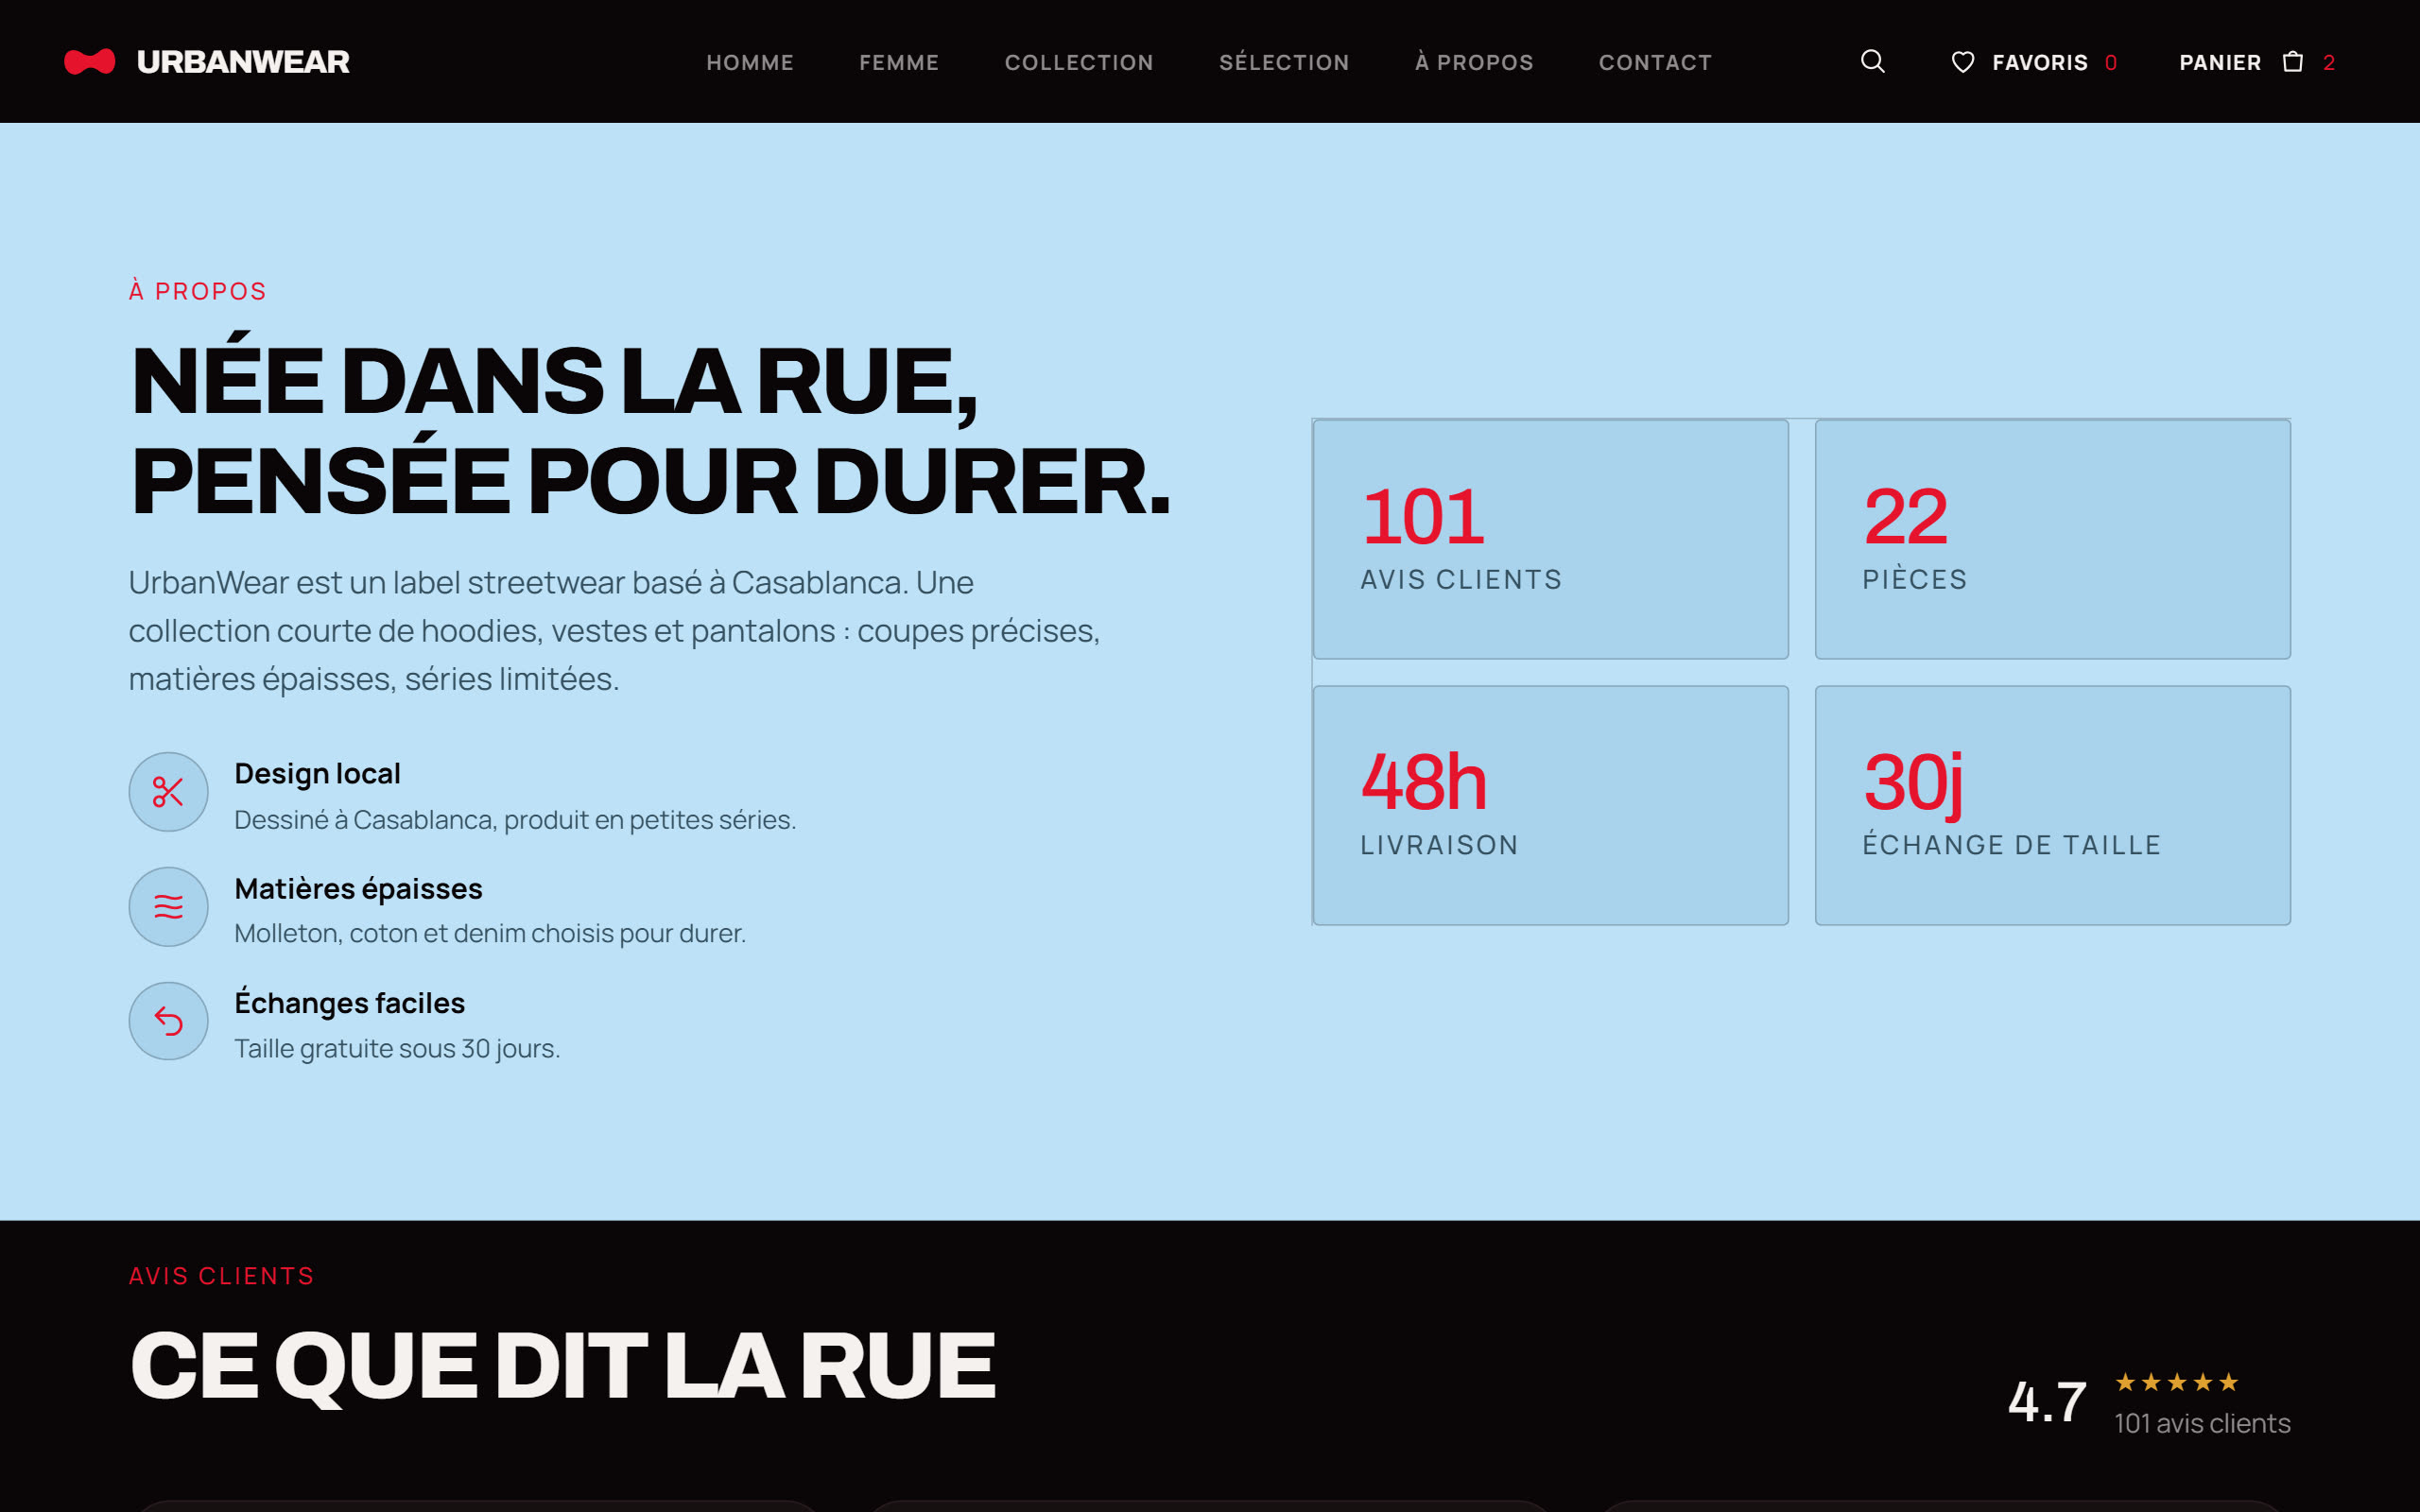 URBANWEAR
HOMME
FEMME
COLLECTION
SÉLECTION
À PROPOS
CONTACT
FAVORIS 0
PANIER 2
À PROPOS
NÉE DANS LA RUE,
PENSÉE POUR DURER.
UrbanWear est un label streetwear basé à Casablanca. Une
collection courte de hoodies, vestes et pantalons : coupes précises,
matières épaisses, séries limitées.
Design local
Dessiné à Casablanca, produit en petites séries.
Matières épaisses
Molleton, coton et denim choisis pour durer.
Échanges faciles
Taille gratuite sous 30 jours.
101
AVIS CLIENTS
22
PIÈCES
48h
LIVRAISON
30j
ÉCHANGE DE TAILLE
AVIS CLIENTS
CE QUE DIT LA RUE
4.7
★★★★★
101 avis clients